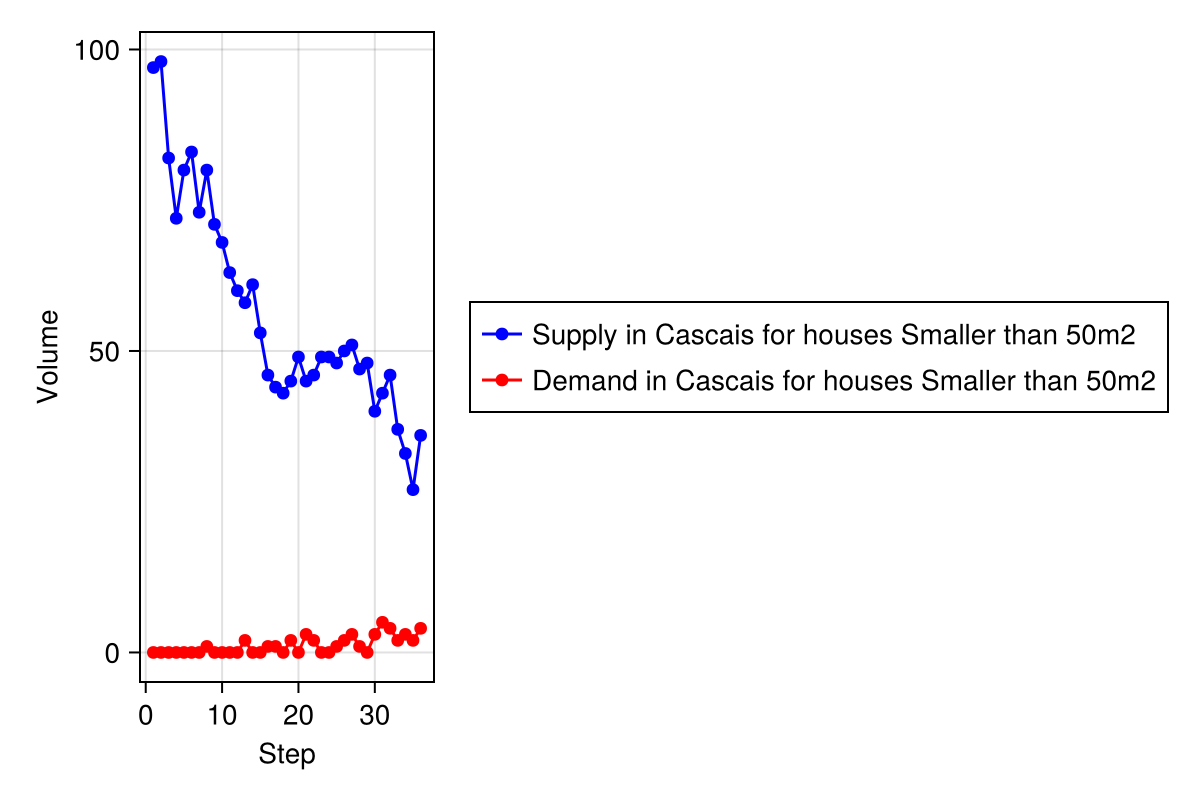 100
50
0
Volume
0 10 20 30
Step
Supply in Cascais for houses Smaller than 50m2
Demand in Cascais for houses Smaller than 50m2